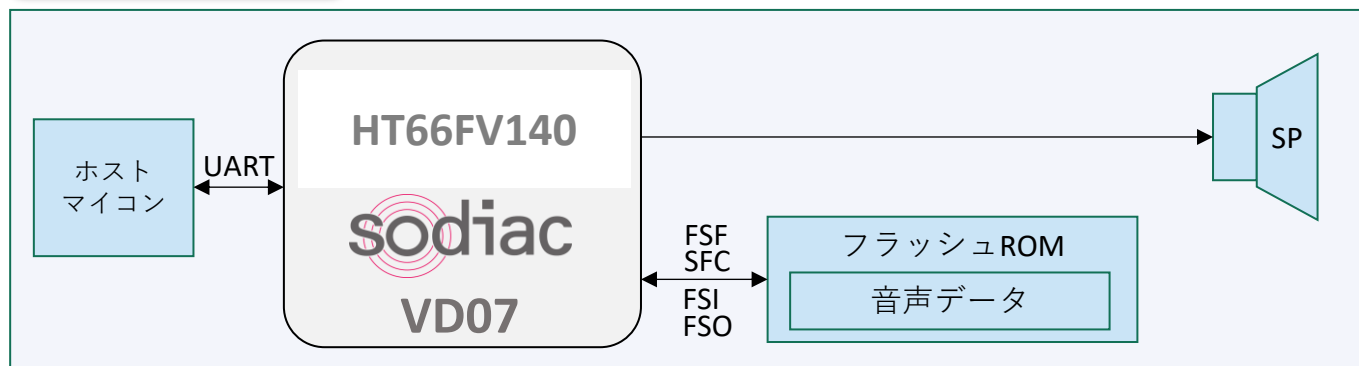 ホスト
マイコン
UART
HT66FV140
sodiac
VD07
FSF
SFC
FSI
FSO
フラッシュROM
音声データ
SP